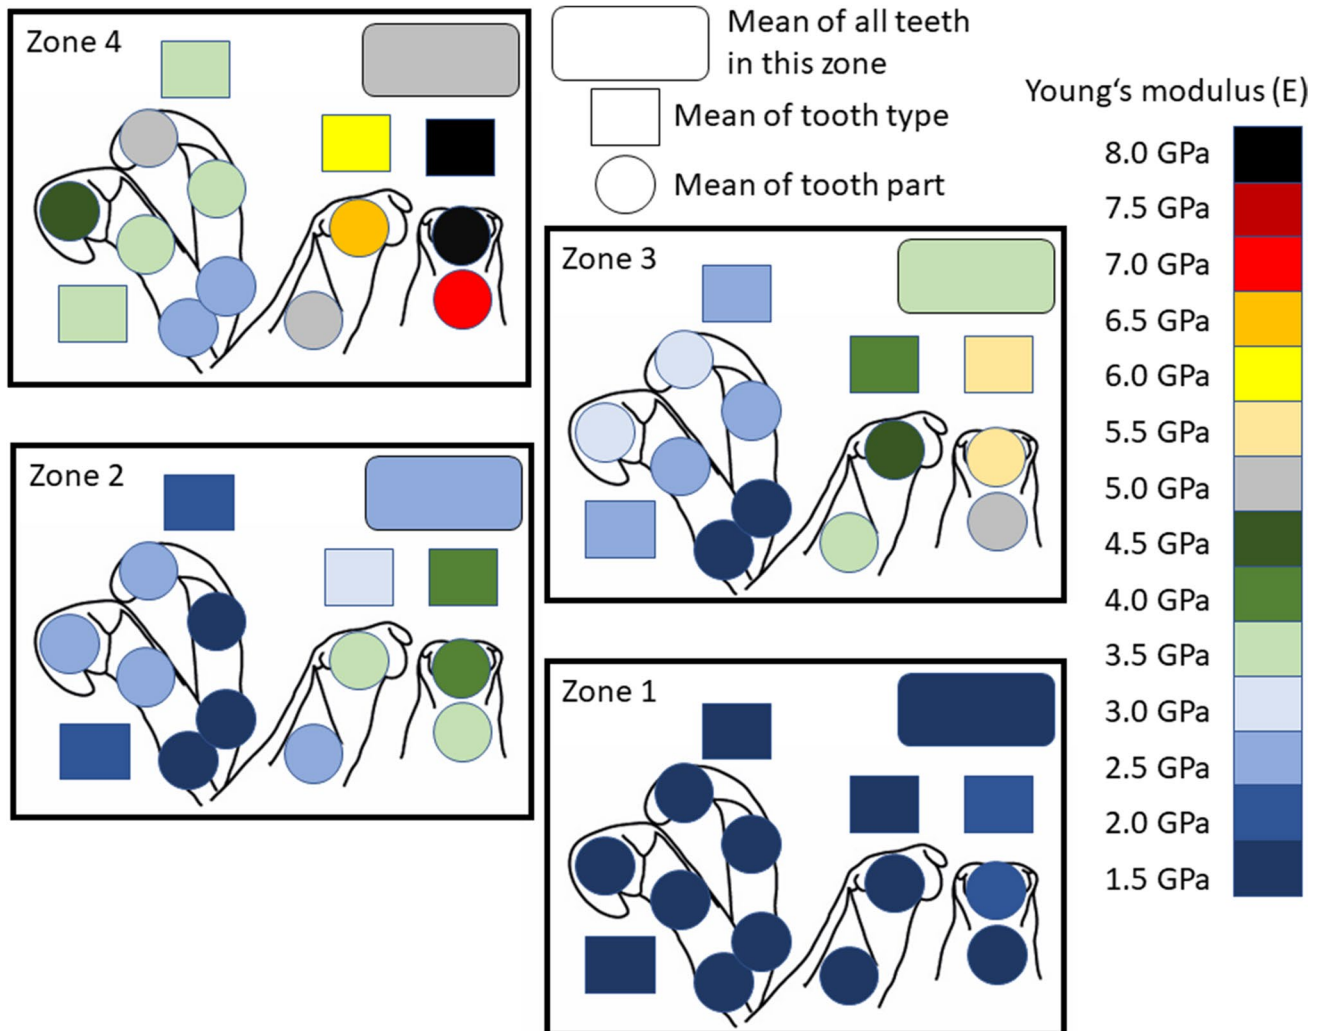 Zone 4
Mean of all teeth
in this zone
Mean of tooth type
Mean of tooth part
Young‘s modulus (E)
8.0 GPa
7.5 GPa
7.0 GPa
6.5 GPa
6.0 GPa
5.5 GPa
5.0 GPa
4.5 GPa
4.0 GPa
3.5 GPa
3.0 GPa
2.5 GPa
2.0 GPa
1.5 GPa
Zone 3
Zone 2
Zone 1